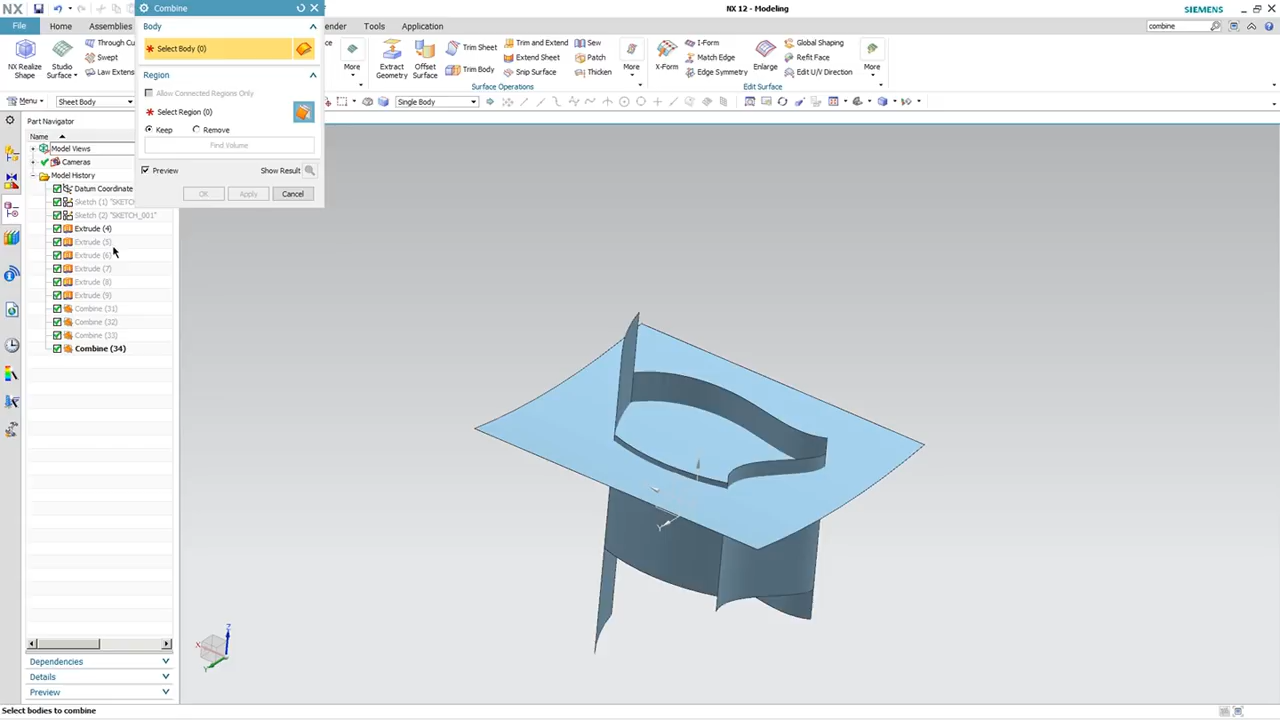 NX 12 - Modeling
SIEMENS
File
Home
Assemblies
ender
Tools
Application
combine
NX Realize Shape
Studio Surface
Through Cu
Swept
Law Extens
Combine
Body
* Select Body (0)
Region
Allow Connected Regions Only
* Select Region (0)
Keep
Remove
Find Volume
Preview
Show Result
OK
Apply
Cancel
More
Extract Geometry
Offset Surface
Trim Sheet
Trim Body
Trim and Extend
Extend Sheet
Snip Surface
Sew
Patch
Thicken
More
Surface Operations
X-Form
I-Form
Match Edge
Edge Symmetry
Enlarge
Global Shaping
Refit Face
Edit U/V Direction
More
Edit Surface
Menu
Sheet Body
Single Body
Part Navigator
Name
Model Views
Cameras
Model History
Datum Coordinate
Sketch (1) "SKETCH
Sketch (2) "SKETCH_001"
Extrude (4)
Extrude (5)
Extrude (6)
Extrude (7)
Extrude (8)
Extrude (9)
Combine (31)
Combine (32)
Combine (33)
Combine (34)
Dependencies
Details
Preview
Y
Z
X
Y
Select bodies to combine